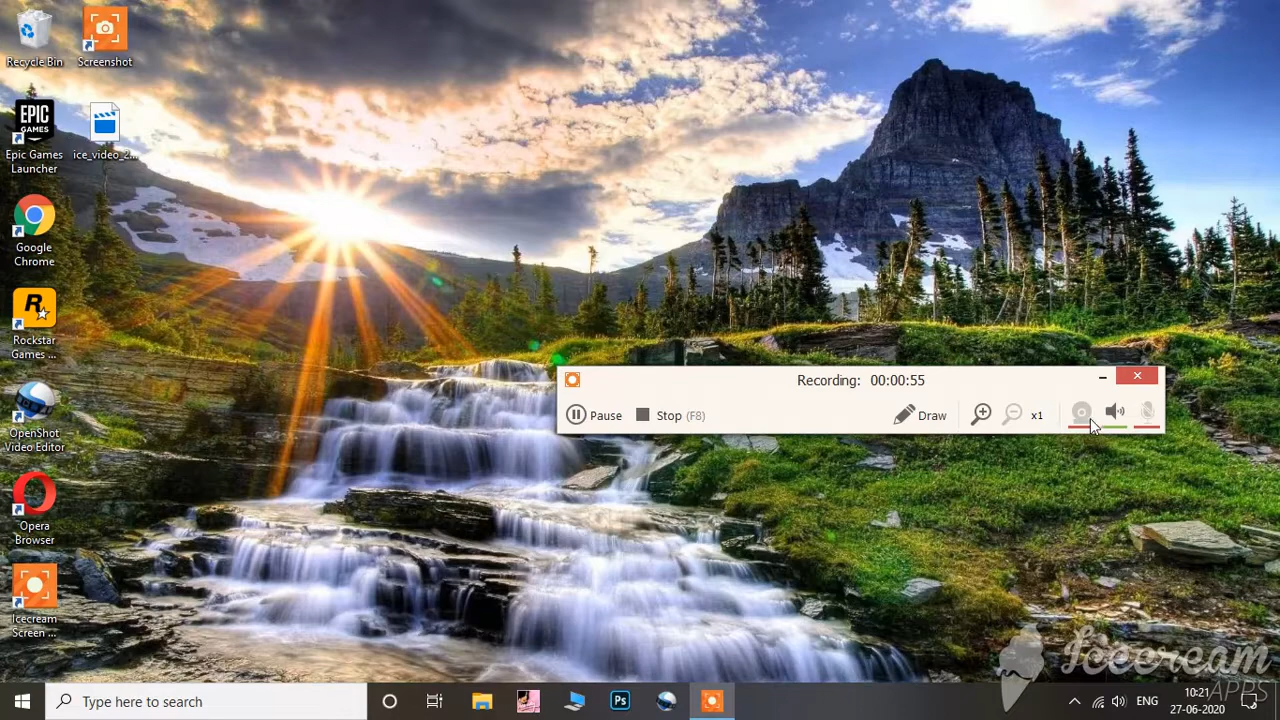 Recycle Bin
Screenshot
EPIC
GAMES
Epic Games
Launcher
ice_video_2...
Google
Chrome
R
Rockstar
Games ...
OpenShot
Video Editor
Opera
Browser
Icecream
Screen ...
Recording: 00:00:55
Pause
Stop (F8)
Draw
x1
Icecream
APPS
Type here to search
Ps
ENG
10:21
27-06-2020